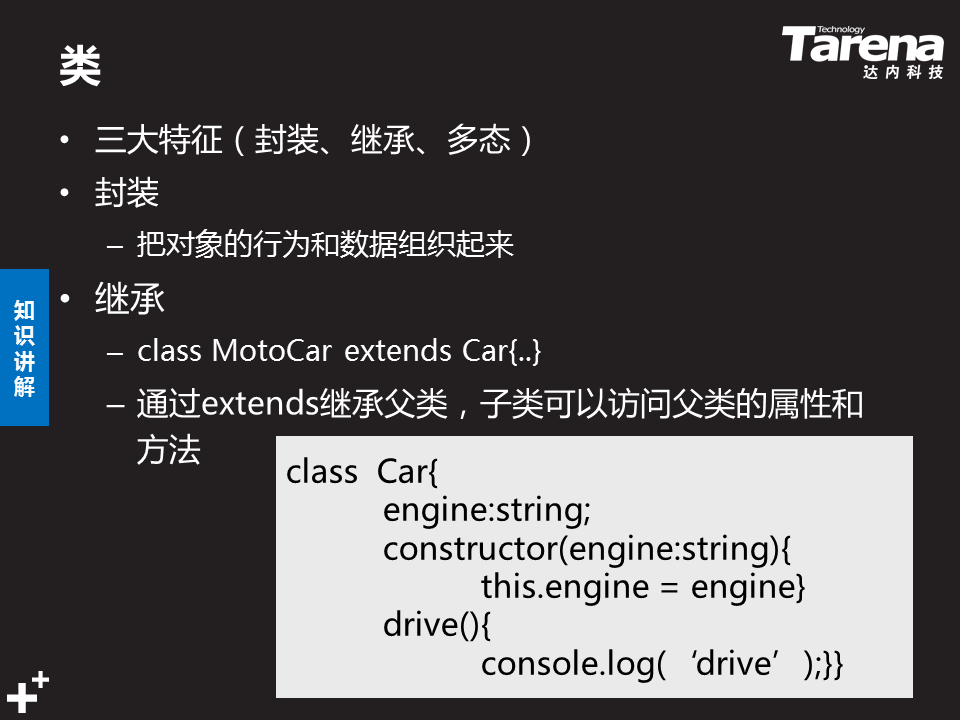 类
Technology
Tarena
达内科技
• 三大特征（封装、继承、多态）
• 封装
– 把对象的行为和数据组织起来
• 继承
– class MotoCar extends Car{..}
– 通过extends继承父类，子类可以访问父类的属性和
方法
知
识
讲
解
class Car{
engine:string;
constructor(engine:string){
this.engine = engine}
drive(){
console.log(‘drive’);}}